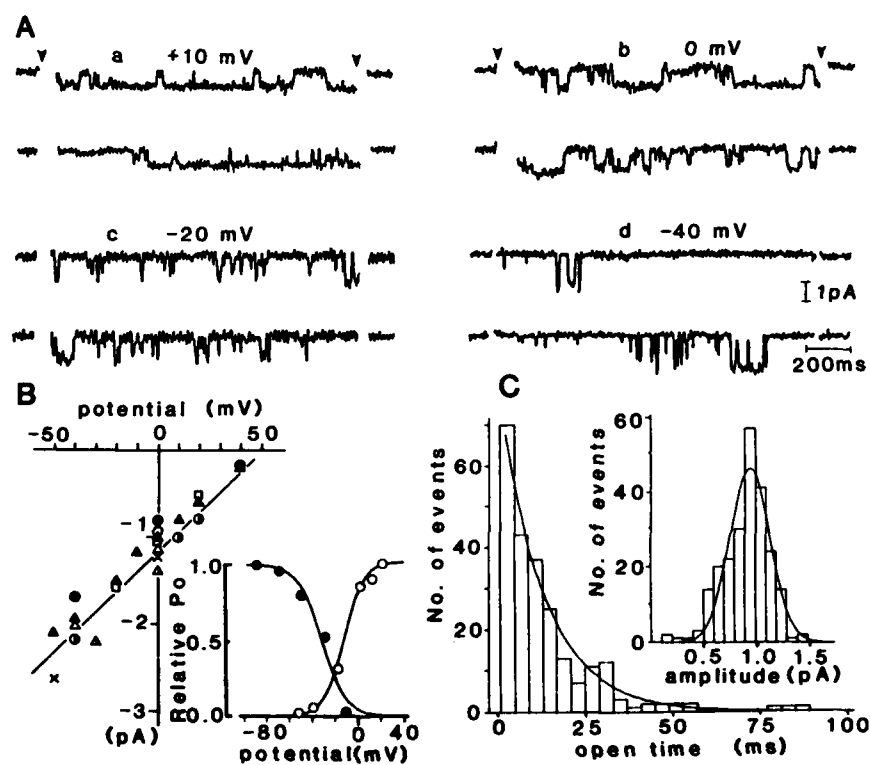 A
a +10 mV
b 0 mV
c -20 mV
d -40 mV
1pA
200ms
B
potential (mV)
-50 0 50
-1
-2
-3
(pA)
Relative Po
1.0
0.5
0.0
-80 -40 0 40
potential(mV)
C
No. of events
60
40
20
0
0 25 50 75 100
open time (ms)
No. of events
60
40
20
0
0.5 1.0 1.5
amplitude(pA)